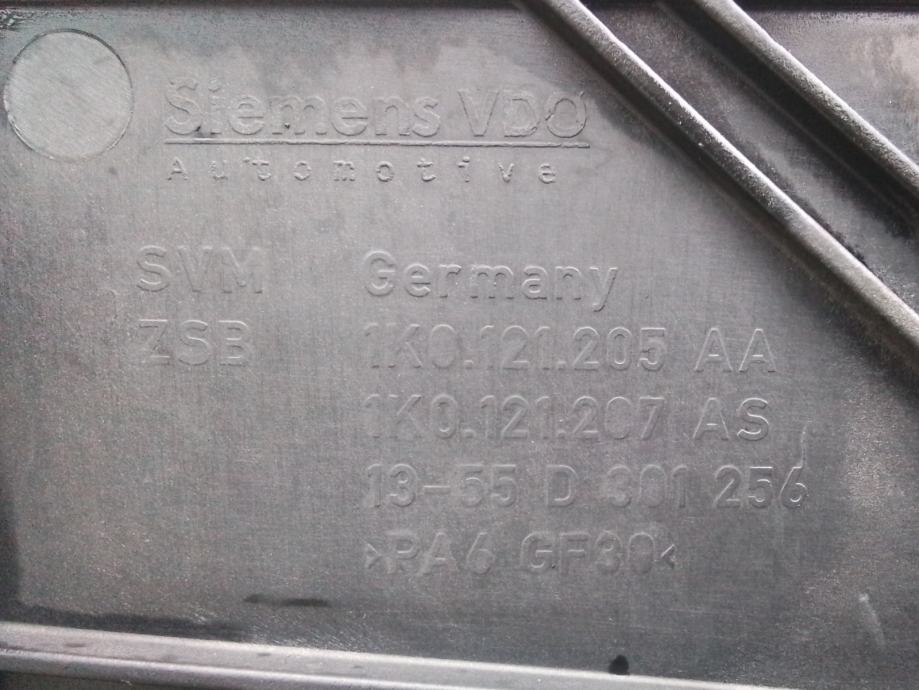 Siemens VDO
Automotive
SVM Germany
ZSB 1K0.121.205 AA
1K0.121.207 AS
13-55 D 301 256
>PA6 GF30<